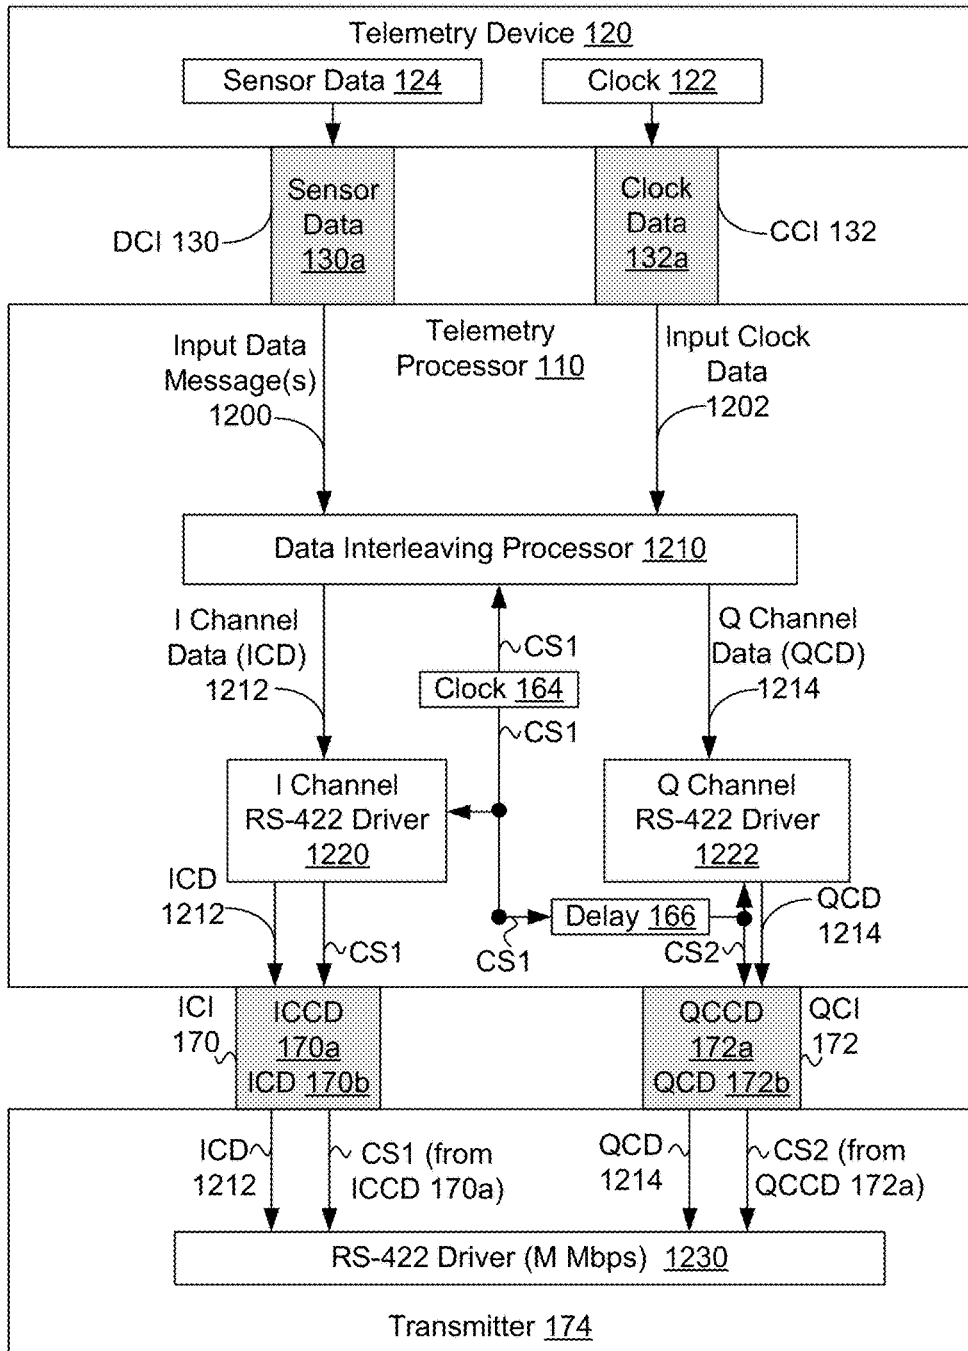 Telemetry Device 120
Sensor Data 124
Clock 122
Sensor
Data
130a
Clock
Data
132a
DCI 130
CCI 132
Telemetry
Processor 110
Input Data
Message(s)
1200
Input Clock
Data
1202
Data Interleaving Processor 1210
I Channel
Data (ICD)
1212
CS1
Q Channel
Data (QCD)
1214
Clock 164
CS1
I Channel
RS-422 Driver
1220
Q Channel
RS-422 Driver
1222
ICD
1212
CS1
CS1
Delay 166
CS2
QCD
1214
ICI
170
ICCD
170a
ICD 170b
QCCD
172a
QCD 172b
QCI
172
ICD
1212
CS1 (from
ICCD 170a)
QCD
1214
CS2 (from
QCCD 172a)
RS-422 Driver (M Mbps) 1230
Transmitter 174